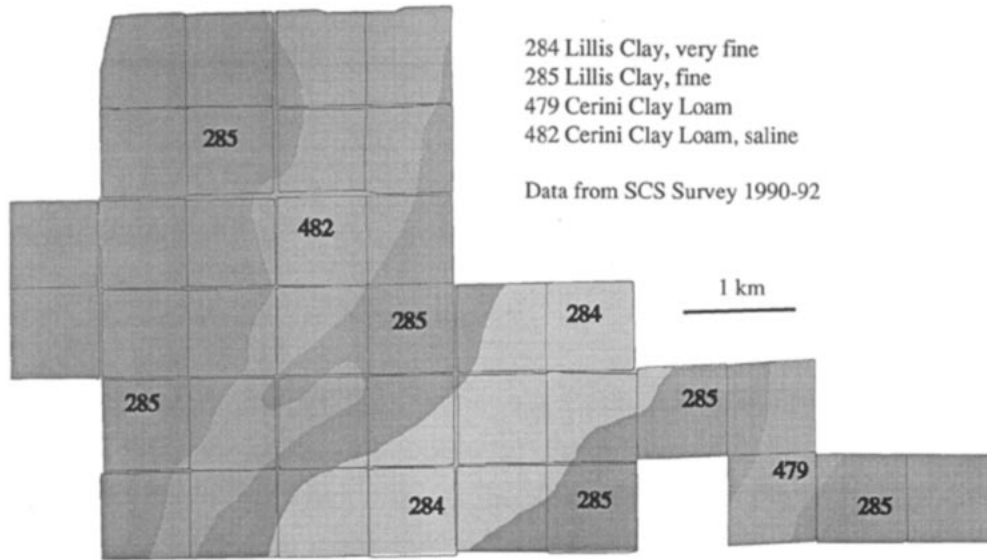 284 Lillis Clay, very fine
285 Lillis Clay, fine
479 Cerini Clay Loam
482 Cerini Clay Loam, saline
Data from SCS Survey 1990-92
1 km
285
482
285
284
285
285
479
284
285
285